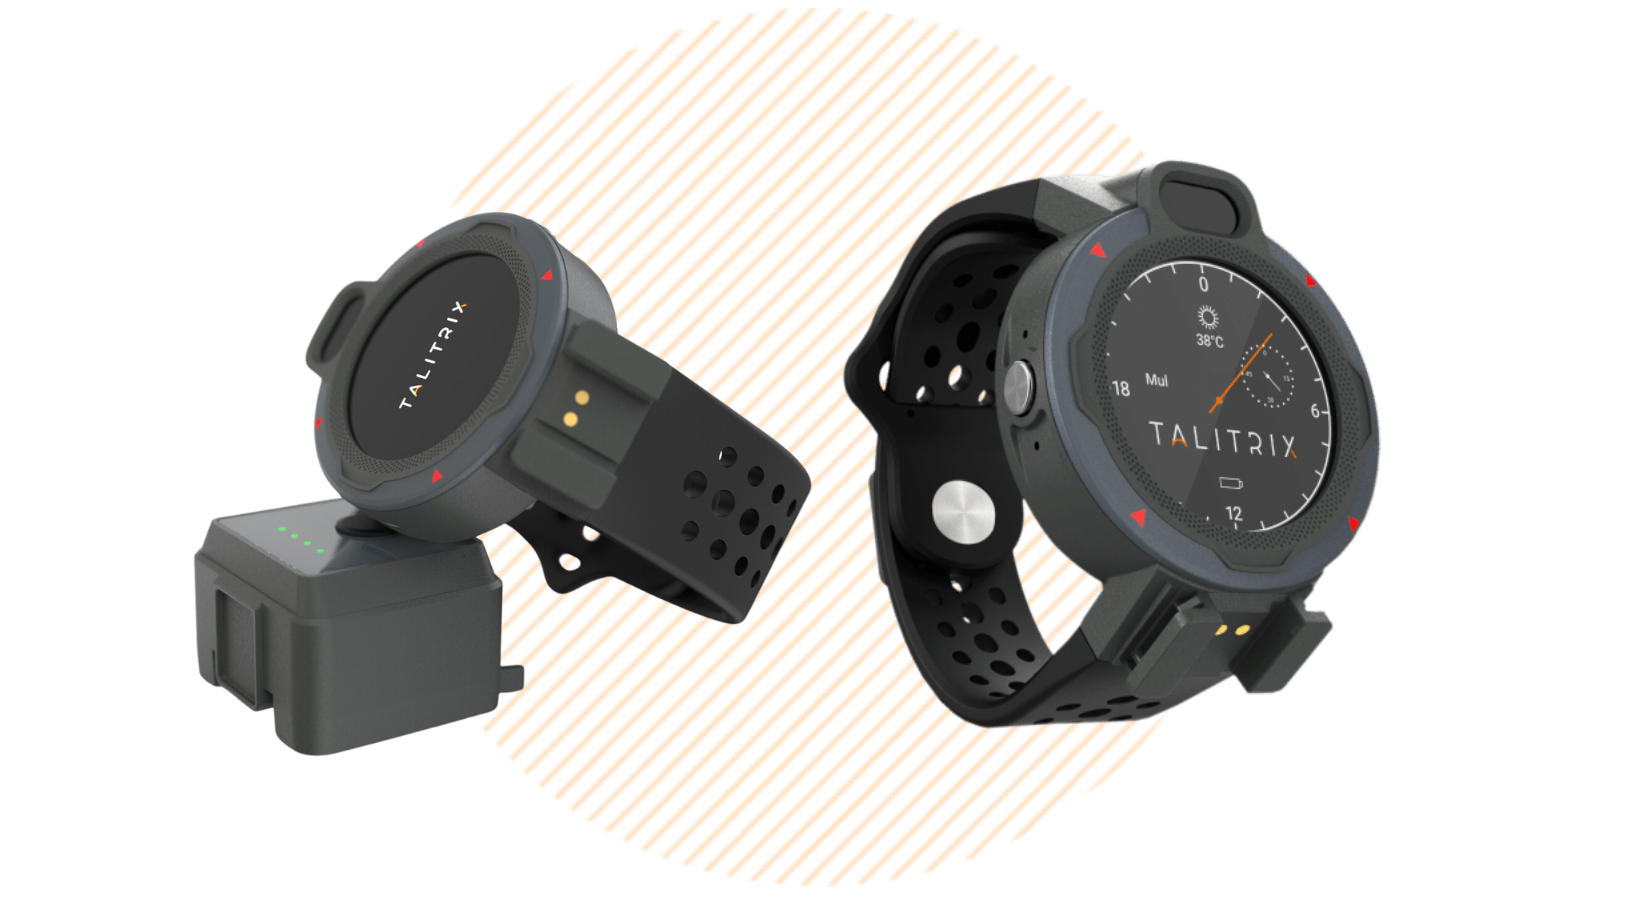 TALITRIX
0
38°C
18
Mul
6
TALITRIX
12